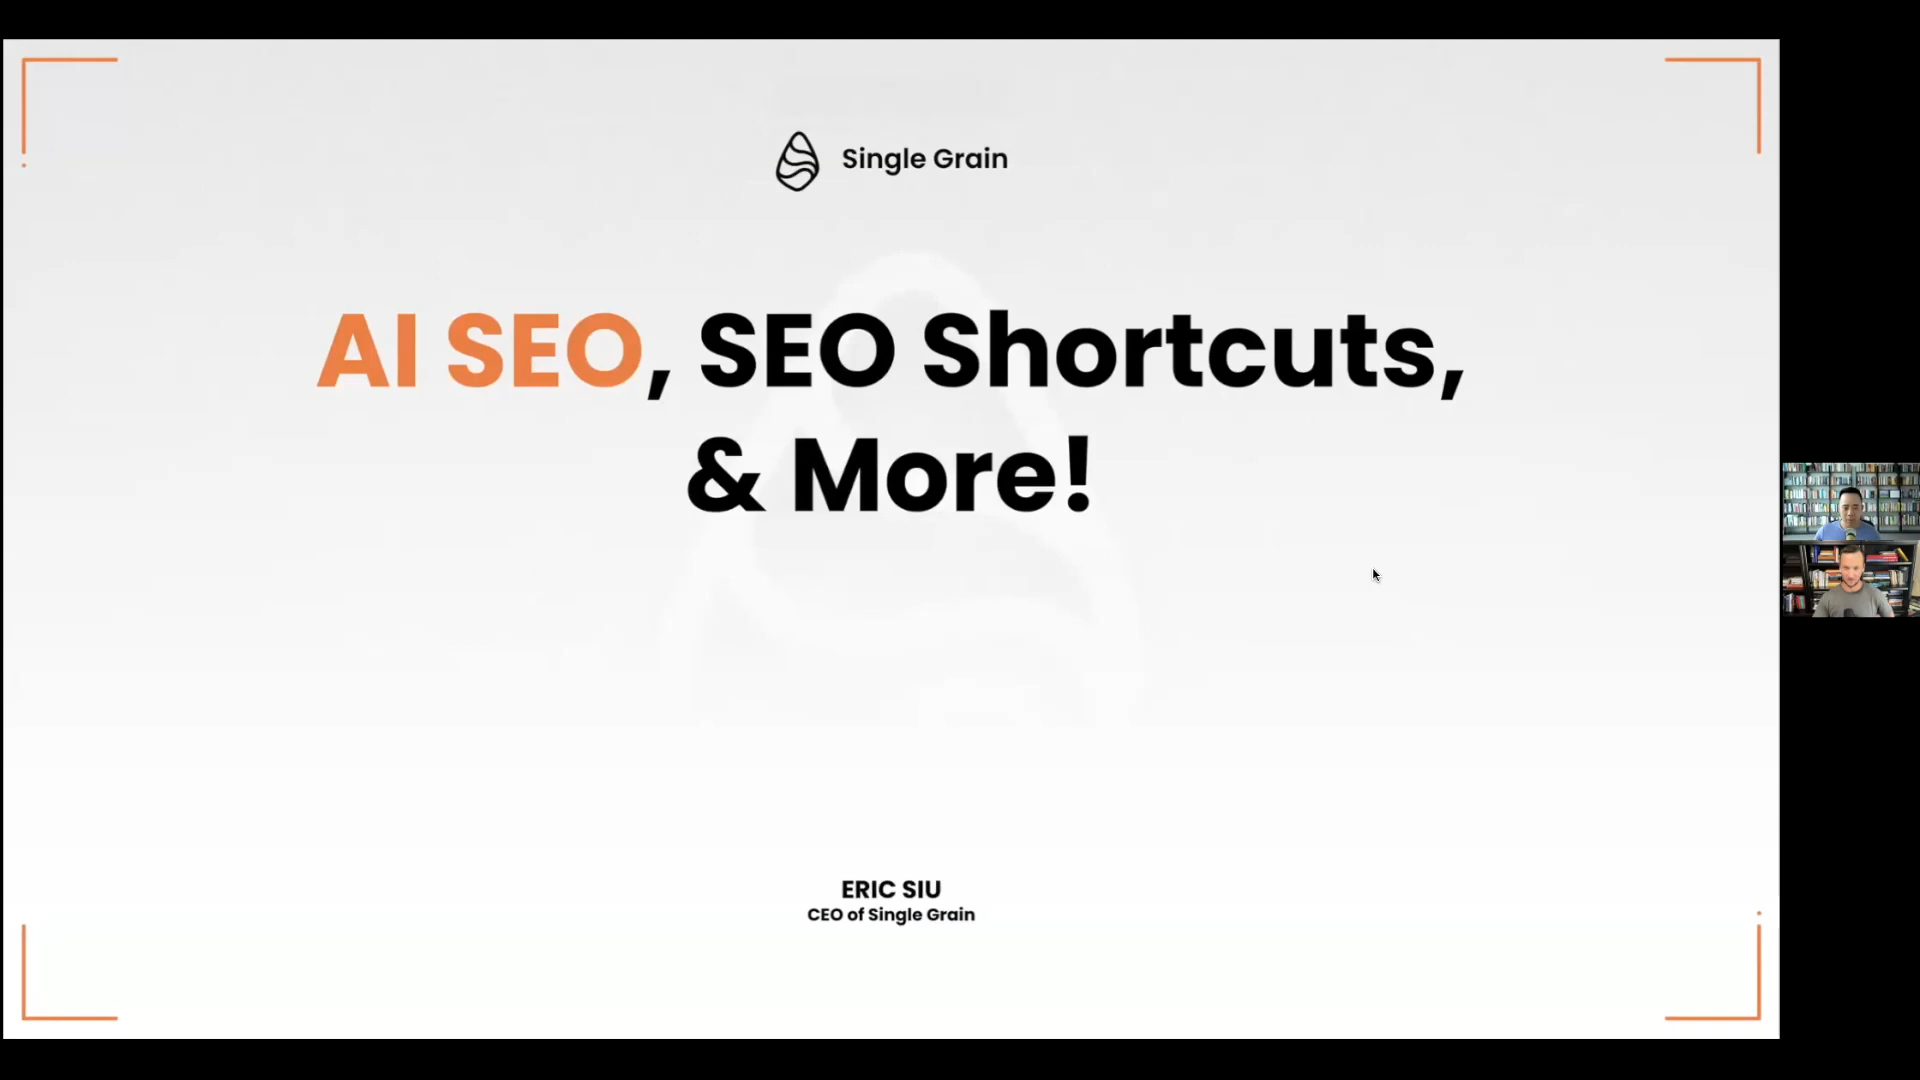 Single Grain
AI SEO, SEO Shortcuts,
& More!
ERIC SIU
CEO of Single Grain